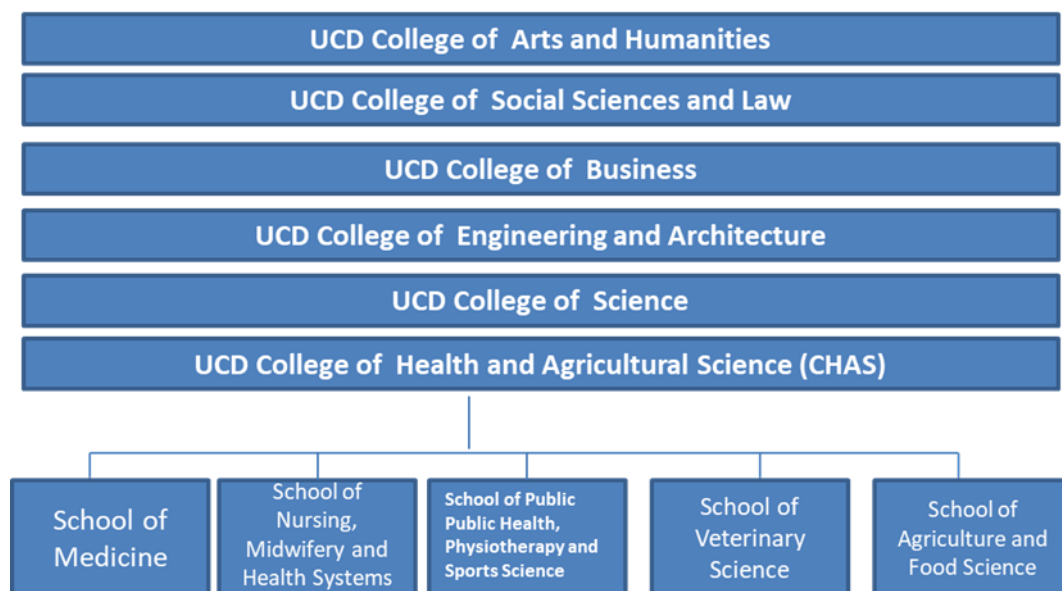 UCD College of  Arts and Humanities
UCD College of  Social Sciences and Law
UCD College of  Business
UCD College of  Engineering and Architecture
UCD College of  Science
UCD College of  Health and Agricultural Science (CHAS)
School of
Medicine
School of
Nursing,
Midwifery and
Health Systems
School of Public
Public Health,
Physiotherapy and
Sports Science
School of
Veterinary
Science
School of
Agriculture and
Food Science